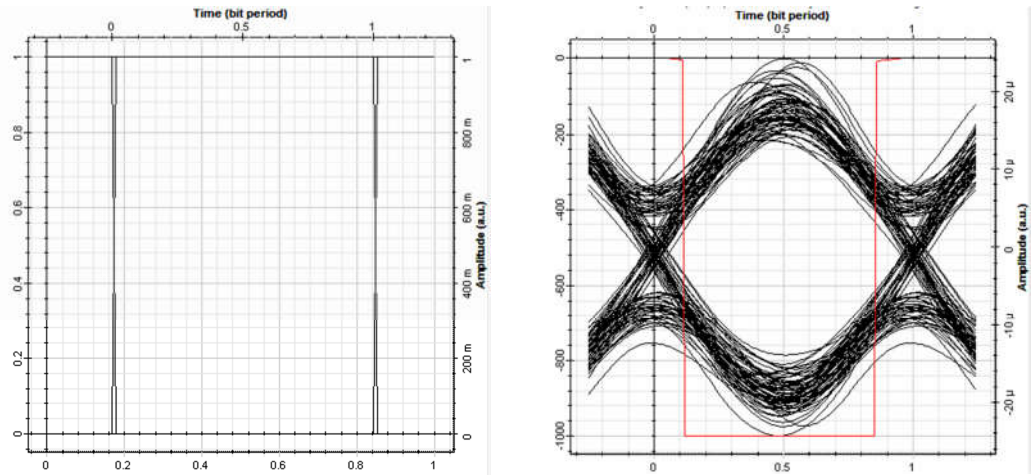 Time (bit period)
0 0.5 1
1
0.8
0.6
0.4
0.2
0
1
800 m
600 m
400 m
200 m
0
Amplitude (a.u.)
0 0.2 0.4 0.6 0.8 1
Time (bit period)
0 0.5 1
0
-200
-400
-600
-800
-1000
20 µ
10 µ
0
-10 µ
-20 µ
Amplitude (a.u.)
0 0.5 1